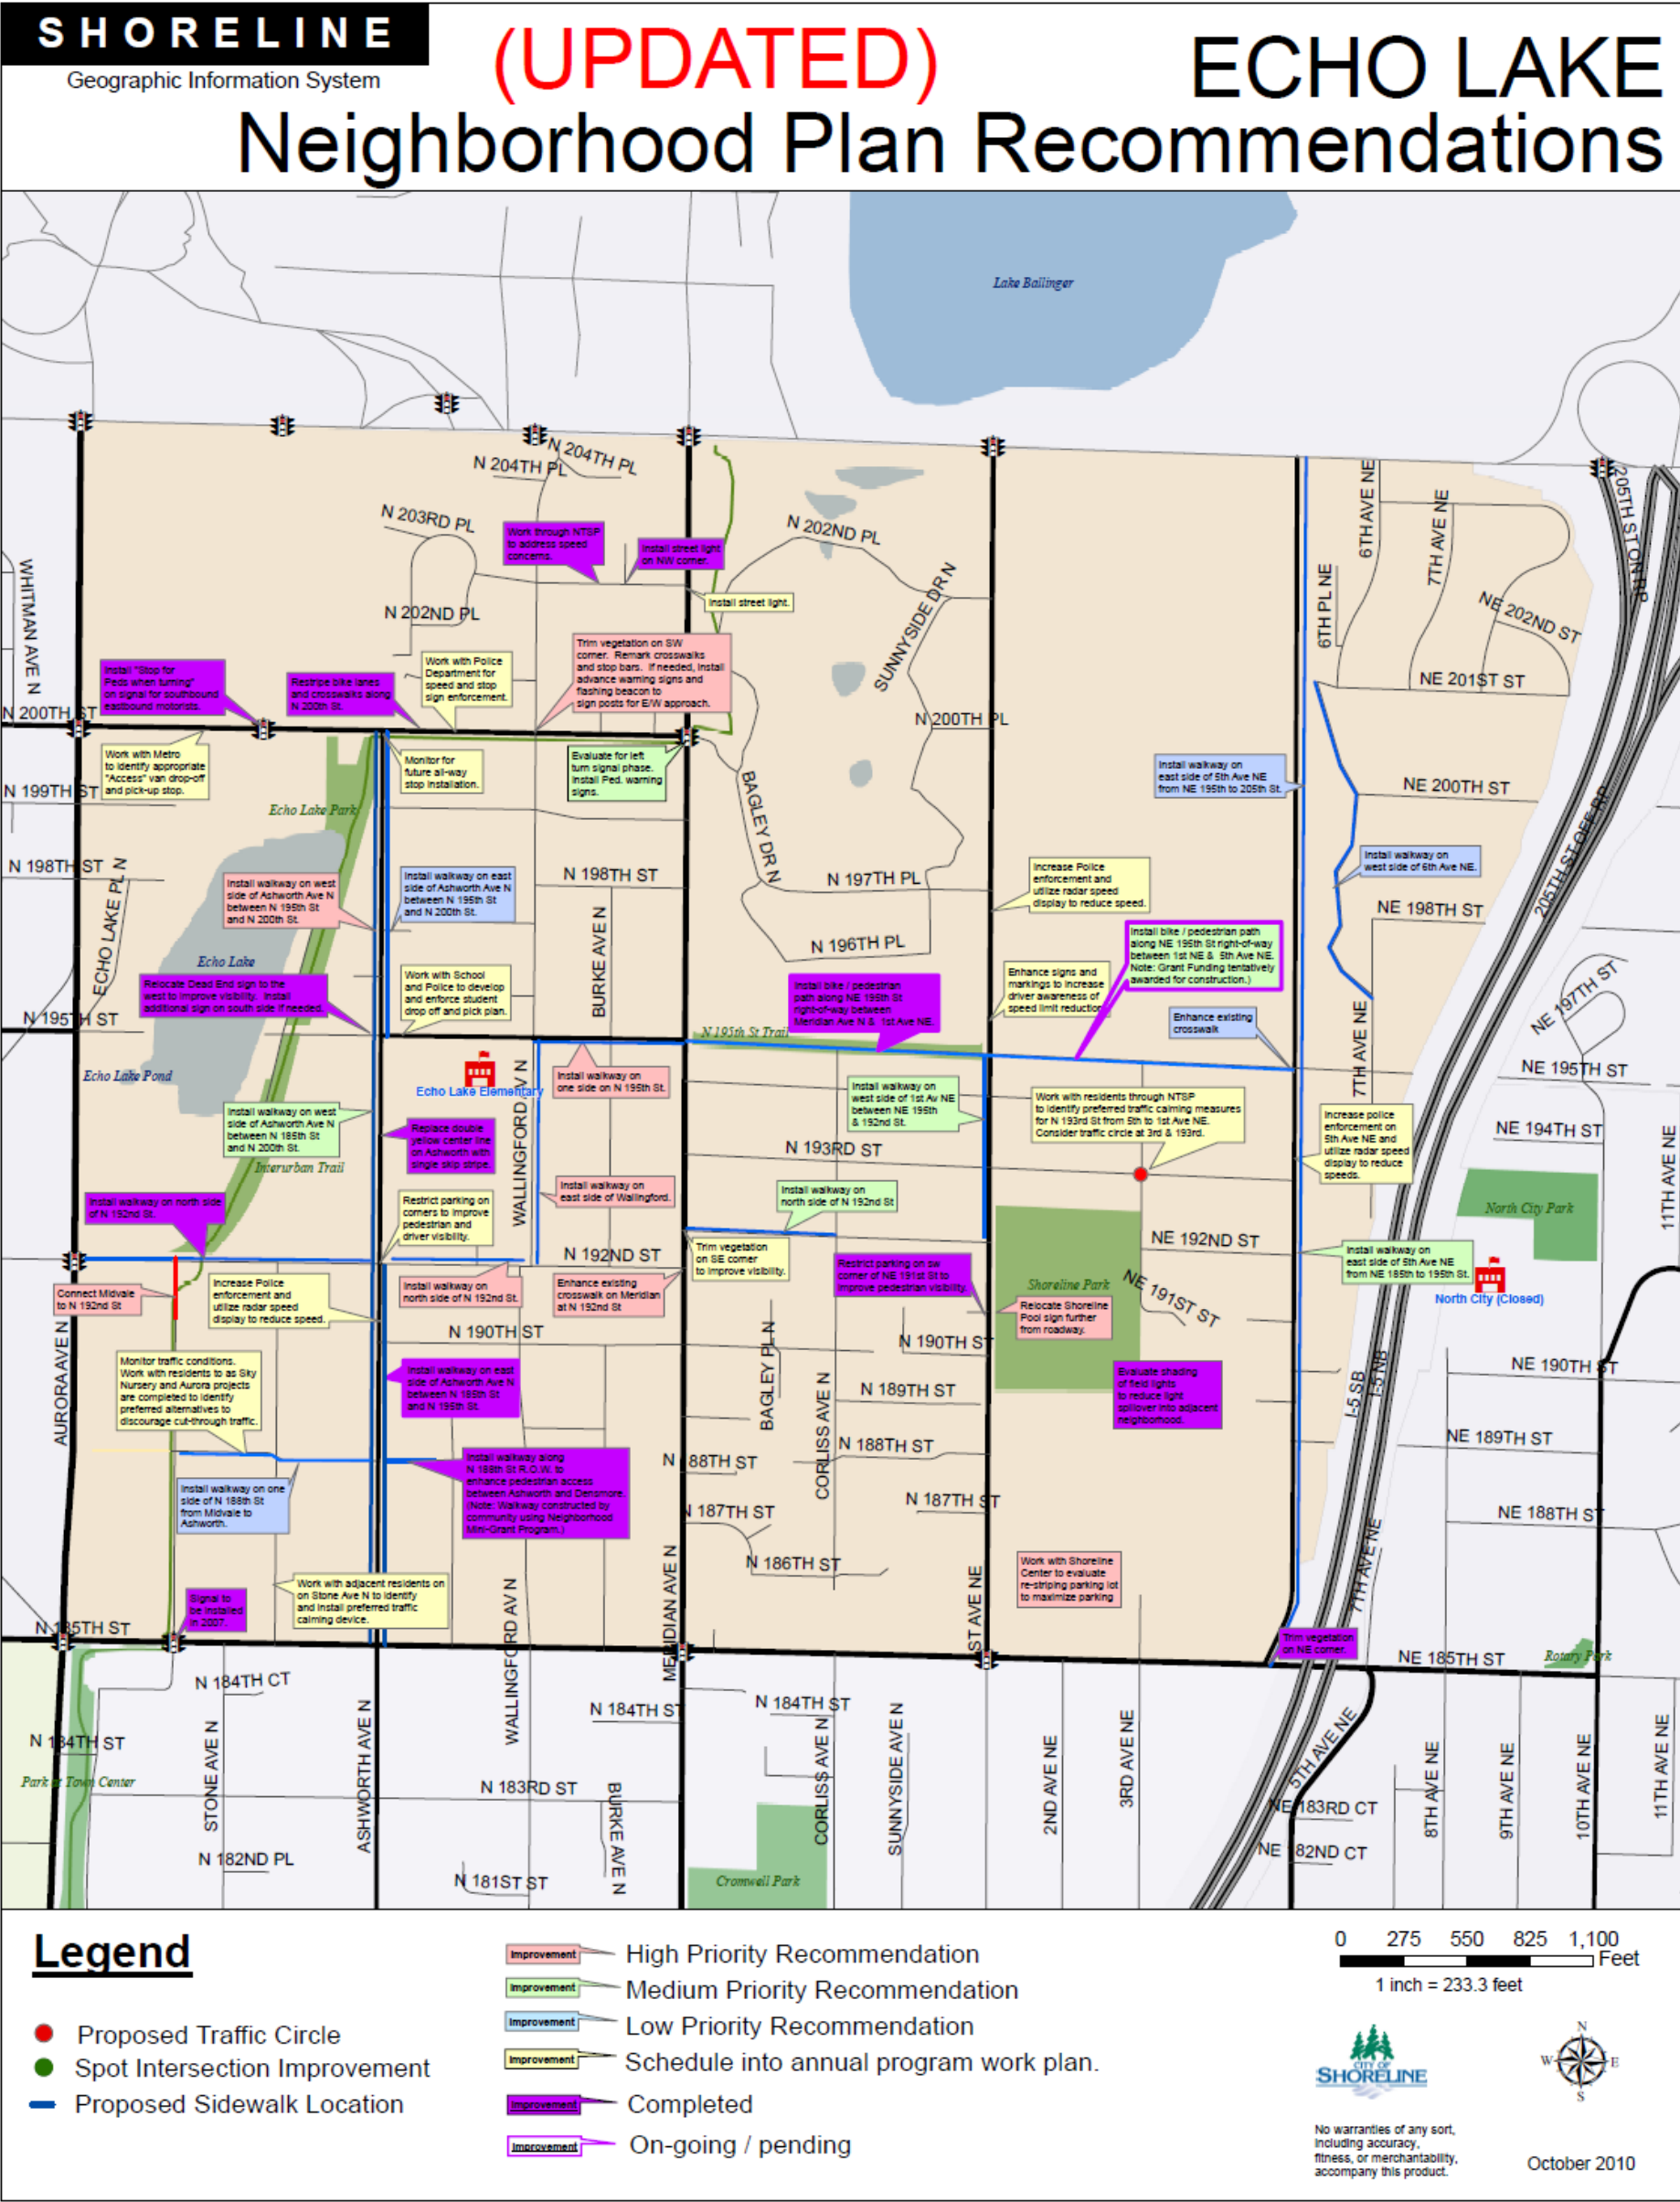 SHORELINE
Geographic Information System
(UPDATED)
ECHO LAKE
Neighborhood Plan Recommendations
Lake Ballinger
N 204TH PL
N 204TH PL
N 203RD PL
N 202ND PL
N 202ND PL
Work through NTSP
to address speed
concerns.
Install street light
on NW corner.
Install street light.
WHITMAN AVE N
SUNNYSIDE DR N
6TH AVE NE
7TH AVE NE
6TH PL NE
NE 202ND ST
NE 201ST ST
205TH ST ON RP
Install "Stop for
Peds when turning"
on signal for southbound
eastbound motorists.
Restripe bike lanes
and crosswalks along
N 200th St.
Work with Police
Department for
speed and stop
sign enforcement.
Trim vegetation on SW
corner. Remark crosswalks
and stop bars. If needed, install
advance warning signs and
flashing beacon to
sign posts for E/W approach.
N 200TH ST
N 200TH PL
Work with Metro
to identify appropriate
"Access" van drop-off
and pick-up stop.
Monitor for
future all-way
stop installation.
Evaluate for left
turn signal phase.
Install Ped. warning
signs.
Install walkway on
east side of 5th Ave NE
from NE 195th to 205th St.
NE 200TH ST
N 199TH ST
Echo Lake Park
BAGLEY DR N
205TH ST OFF RP
N 198TH ST
ECHO LAKE PL N
Install walkway on west
side of Ashworth Ave N
between N 195th St
and N 200th St.
Install walkway on east
side of Ashworth Ave N
between N 195th St
and N 200th St.
N 198TH ST
N 197TH PL
Increase Police
enforcement and
utilize radar speed
display to reduce speed.
Install walkway on
west side of 6th Ave NE.
NE 198TH ST
BURKE AVE N
N 196TH PL
Install bike / pedestrian path
along NE 195th St right-of-way
between 1st NE & 5th Ave NE.
Note: Grant Funding tentatively
awarded for construction.)
Echo Lake
Relocate Dead End sign to the
west to improve visibility. Install
additional sign on south side if needed.
Work with School
and Police to develop
and enforce student
drop off and pick plan.
Install bike / pedestrian
path along NE 195th St
right-of-way between
Meridian Ave N & 1st Ave NE.
Enhance signs and
markings to increase
driver awareness of
speed limit reduction
Enhance existing
crosswalk
NE 197TH ST
N 195TH ST
N 195th St Trail
7TH AVE NE
NE 195TH ST
Echo Lake Pond
Echo Lake Elementary
WALLINGFORD AV N
Install walkway on
one side on N 195th St.
Install walkway on
west side of 1st Av NE
between NE 195th
& 192nd St.
Work with residents through NTSP
to identify preferred traffic calming measures
for N 193rd St from 5th to 1st Ave NE.
Consider traffic circle at 3rd & 193rd.
Increase police
enforcement on
5th Ave NE and
utilize radar speed
display to reduce
speeds.
NE 194TH ST
11TH AVE NE
Install walkway on west
side of Ashworth Ave N
between N 185th St
and N 200th St.
Replace double
yellow center line
on Ashworth with
single skip stripe.
N 193RD ST
Interurban Trail
Install walkway on north side
of N 192nd St.
Restrict parking on
corners to improve
pedestrian and
driver visibility.
Install walkway on
east side of Wallingford.
Install walkway on
north side of N 192nd St
North City Park
N 192ND ST
Trim vegetation
on SE corner
to improve visibility.
NE 192ND ST
Install walkway on
east side of 5th Ave NE
from NE 185th to 195th St.
North City (Closed)
Connect Midvale
to N 192nd St
Increase Police
enforcement and
utilize radar speed
display to reduce speed.
Install walkway on
north side of N 192nd St.
Enhance existing
crosswalk on Meridian
at N 192nd St
Restrict parking on sw
corner of NE 191st St to
improve pedestrian visibility.
Shoreline Park
NE 191ST ST
Relocate Shoreline
Pool sign further
from roadway.
AURORA AVE N
N 190TH ST
BAGLEY PL N
N 190TH ST
Monitor traffic conditions.
Work with residents to as Sky
Nursery and Aurora projects
are completed to identify
preferred alternatives to
discourage cut-through traffic.
Install walkway on east
side of Ashworth Ave N
between N 185th St
and N 195th St.
N 189TH ST
CORLISS AVE N
Evaluate shading
of field lights
to reduce light
spillover into adjacent
neighborhood.
I-5 SB
I-5 NB
NE 190TH ST
NE 189TH ST
Install walkway on one
side of N 188th St
from Midvale to
Ashworth.
Install walkway along
N 188th St R.O.W. to
enhance pedestrian access
between Ashworth and Densmore.
(Note: Walkway constructed by
community using Neighborhood
Mini-Grant Program.)
N 88TH ST
N 188TH ST
N 187TH ST
N 187TH ST
NE 188TH ST
N 186TH ST
Work with Shoreline
Center to evaluate
re-striping parking lot
to maximize parking
7TH AVE NE
Signal to
be installed
in 2007.
Work with adjacent residents on
on Stone Ave N to identify
and install preferred traffic
calming device.
N 185TH ST
WALLINGFORD AV N
MERIDIAN AVE N
ST AVE NE
Trim vegetation
on NE corner.
NE 185TH ST
Rotary Park
N 184TH CT
N 184TH ST
N 184TH ST
N 184TH ST
Park at Town Center
STONE AVE N
ASHWORTH AVE N
N 183RD ST
BURKE AVE N
CORLISS AVE N
SUNNYSIDE AVE N
2ND AVE NE
3RD AVE NE
5TH AVE NE
NE 183RD CT
NE 82ND CT
8TH AVE NE
9TH AVE NE
10TH AVE NE
11TH AVE NE
N 182ND PL
N 181ST ST
Cromwell Park
Legend
Proposed Traffic Circle
Spot Intersection Improvement
Proposed Sidewalk Location
Improvement High Priority Recommendation
Improvement Medium Priority Recommendation
Improvement Low Priority Recommendation
Improvement Schedule into annual program work plan.
Improvement Completed
Improvement On-going / pending
0 275 550 825 1,100
Feet
1 inch = 233.3 feet
CITY OF
SHORELINE
N
W E
S
No warranties of any sort,
including accuracy,
fitness, or merchantability,
accompany this product.
October 2010